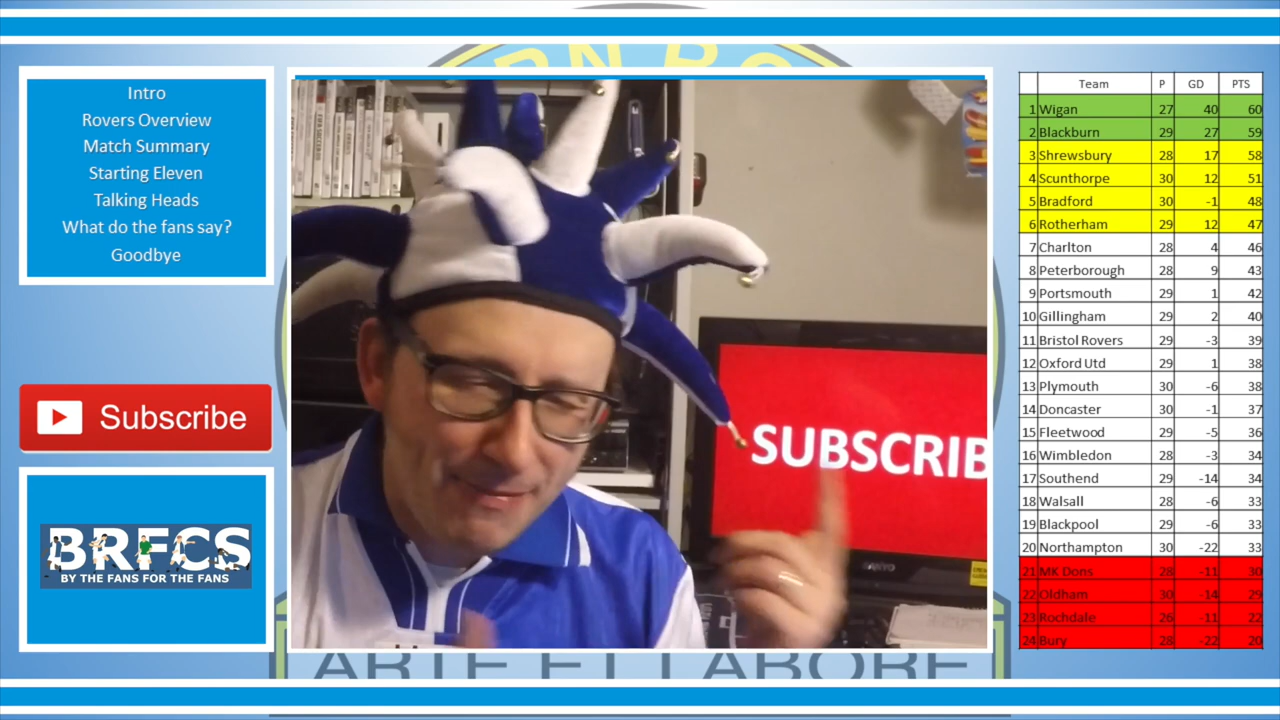 RN RO
Intro
Rovers Overview
Match Summary
Starting Eleven
Talking Heads
What do the fans say?
Goodbye
Subscribe
BRFCS
BY THE FANS FOR THE FANS
SUBSCRIB
SANYO
ARTE ET LABORE
Team P GD PTS
1 Wigan 27 40 60
2 Blackburn 29 27 59
3 Shrewsbury 28 17 58
4 Scunthorpe 30 12 51
5 Bradford 30 -1 48
6 Rotherham 29 12 47
7 Charlton 28 4 46
8 Peterborough 28 9 43
9 Portsmouth 29 1 42
10 Gillingham 29 2 40
11 Bristol Rovers 29 -3 39
12 Oxford Utd 29 1 38
13 Plymouth 30 -6 38
14 Doncaster 30 -1 37
15 Fleetwood 29 -5 36
16 Wimbledon 28 -3 34
17 Southend 29 -14 34
18 Walsall 28 -6 33
19 Blackpool 29 -6 33
20 Northampton 30 -22 33
21 MK Dons 28 -11 30
22 Oldham 30 -14 29
23 Rochdale 26 -11 22
24 Bury 28 -22 20